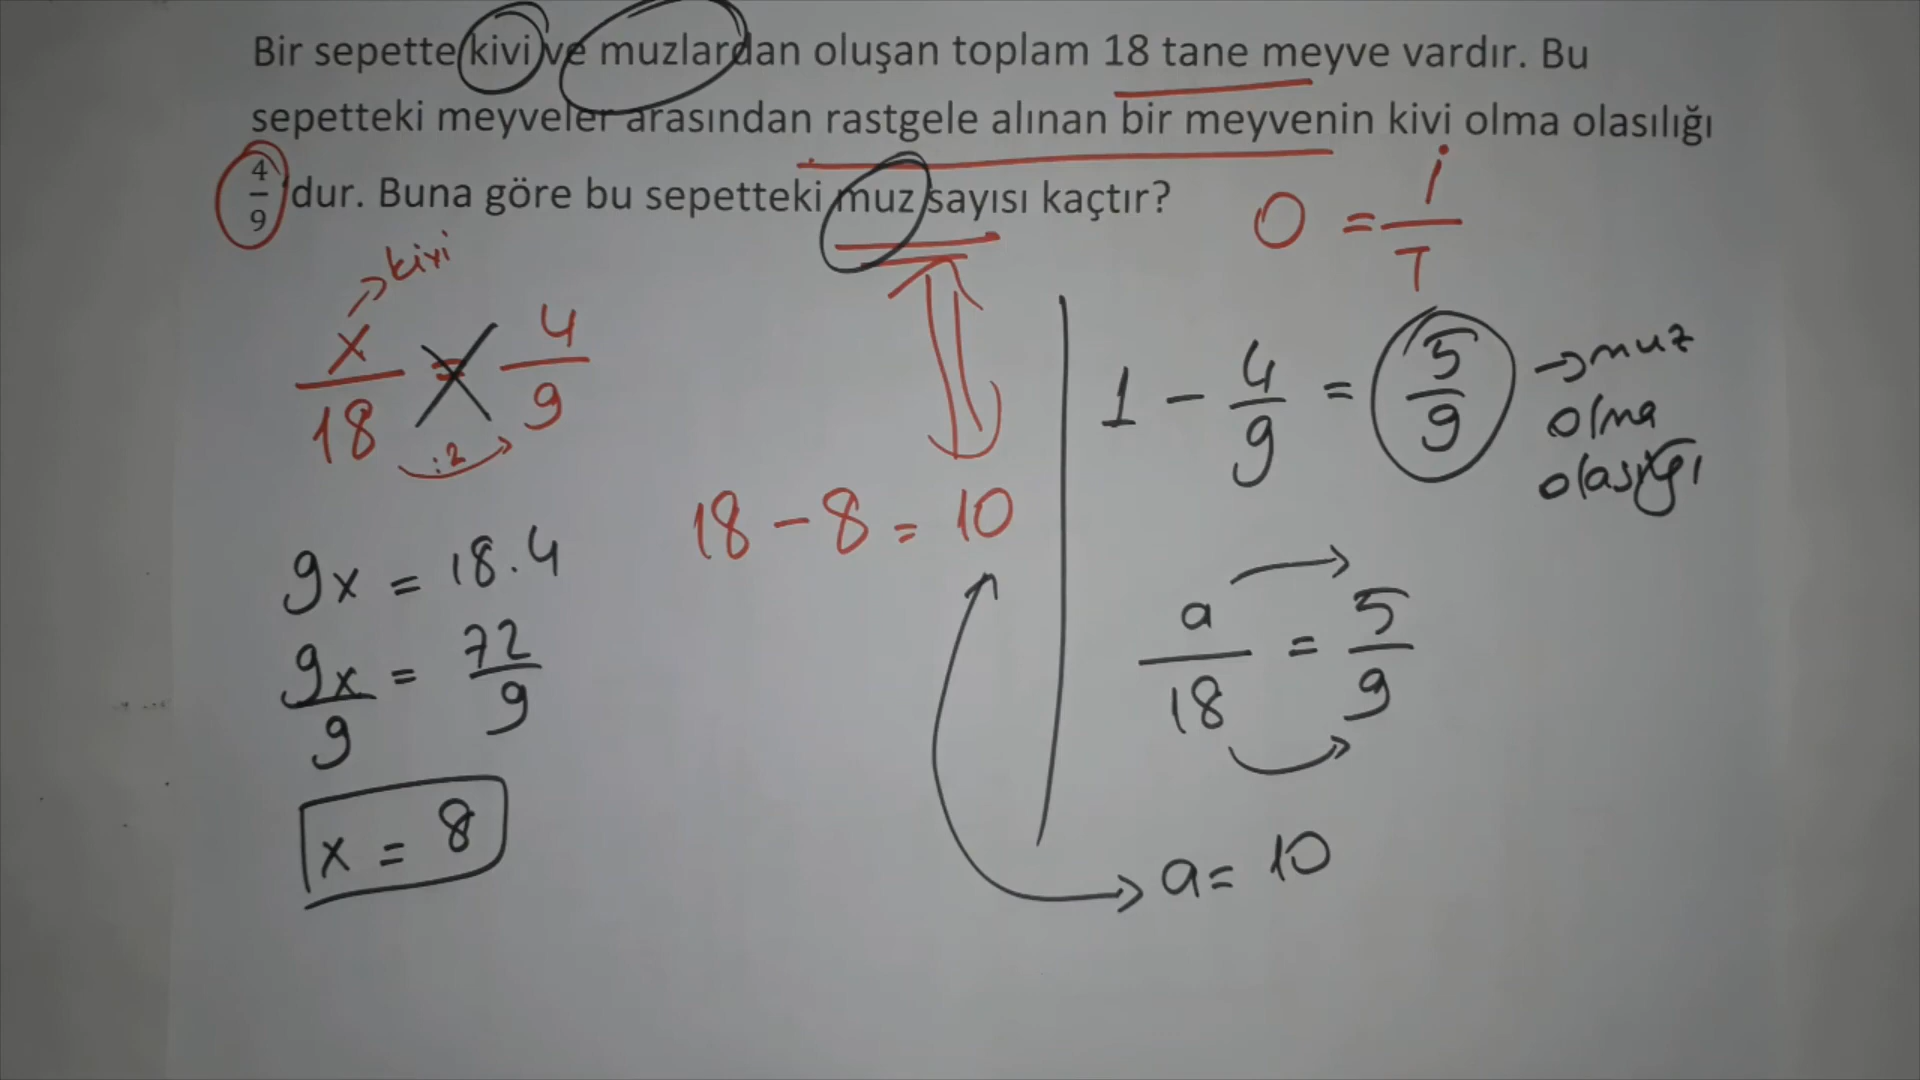 Bir sepette kivi ve muzlardan oluşan toplam 18 tane meyve vardır. Bu
sepetteki meyveler arasından rastgele alınan bir meyvenin kivi olma olasılığı
4/9 dur. Buna göre bu sepetteki muz sayısı kaçtır?
O = İ/T
kivi
x/18 = 4/9
:2
9x = 18.4
9x/9 = 72/9
x = 8
18 - 8 = 10
1 - 4/9 = 5/9 → muz
olma
olasılığı
a/18 = 5/9
a = 10